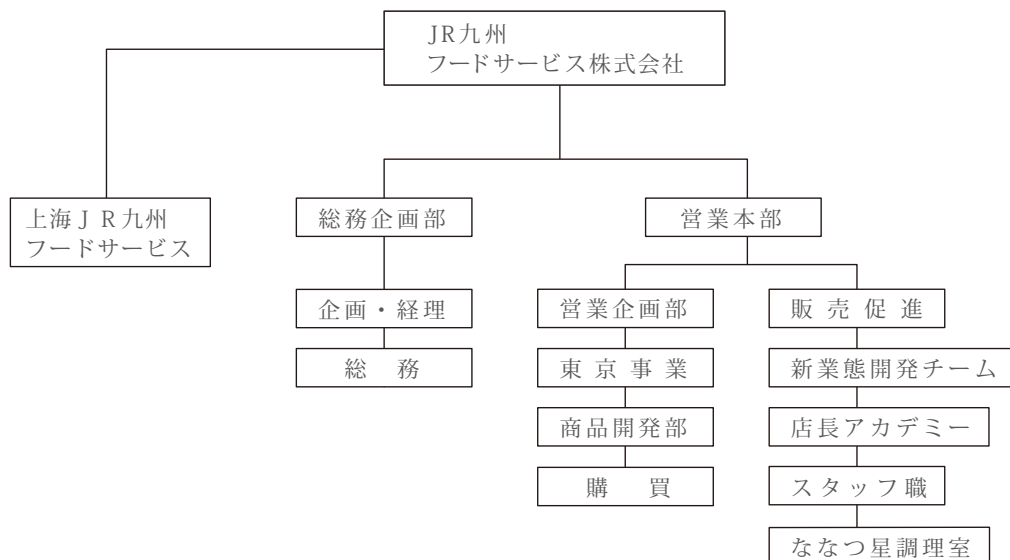 JR九州
フードサービス株式会社
上海JR九州
フードサービス
総務企画部
営業本部
企画・経理
総務
営業企画部
東京事業
商品開発部
購買
販売促進
新業態開発チーム
店長アカデミー
スタッフ職
ななつ星調理室